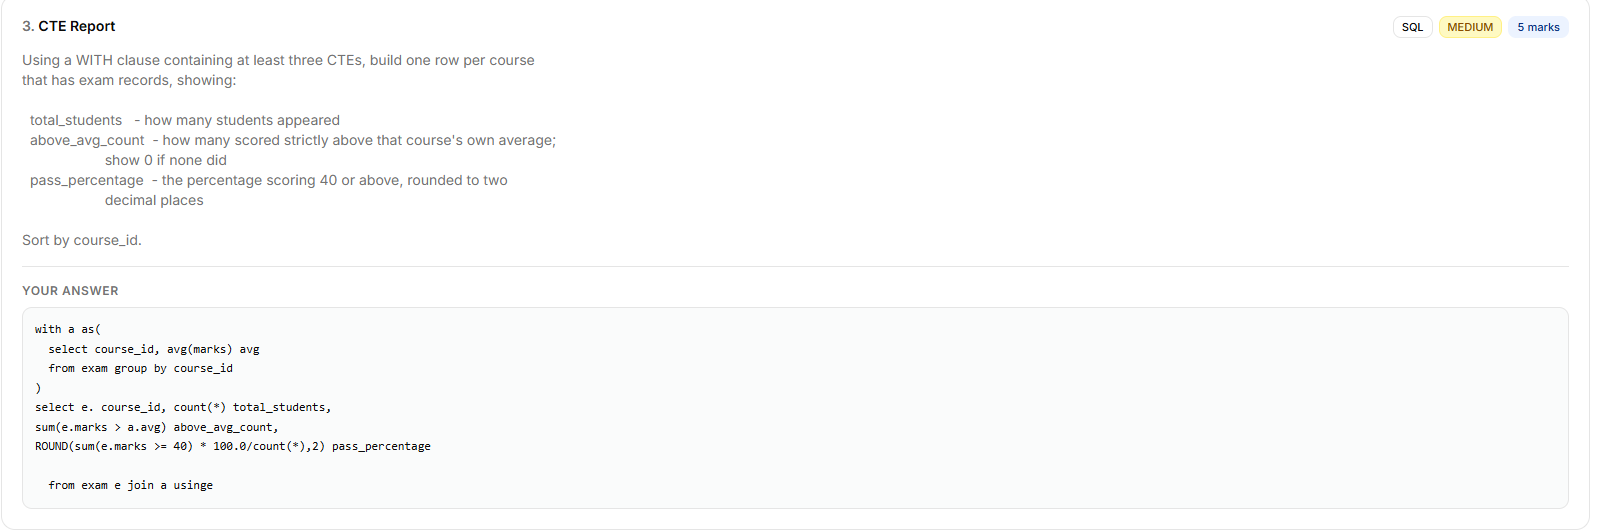 3. CTE Report
SQL MEDIUM 5 marks
Using a WITH clause containing at least three CTEs, build one row per course
that has exam records, showing:
total_students - how many students appeared
above_avg_count - how many scored strictly above that course's own average;
show 0 if none did
pass_percentage - the percentage scoring 40 or above, rounded to two
decimal places
Sort by course_id.
YOUR ANSWER
with a as(
select course_id, avg(marks) avg
from exam group by course_id
)
select e. course_id, count(*) total_students,
sum(e.marks > a.avg) above_avg_count,
ROUND(sum(e.marks >= 40) * 100.0/count(*),2) pass_percentage
from exam e join a usinge